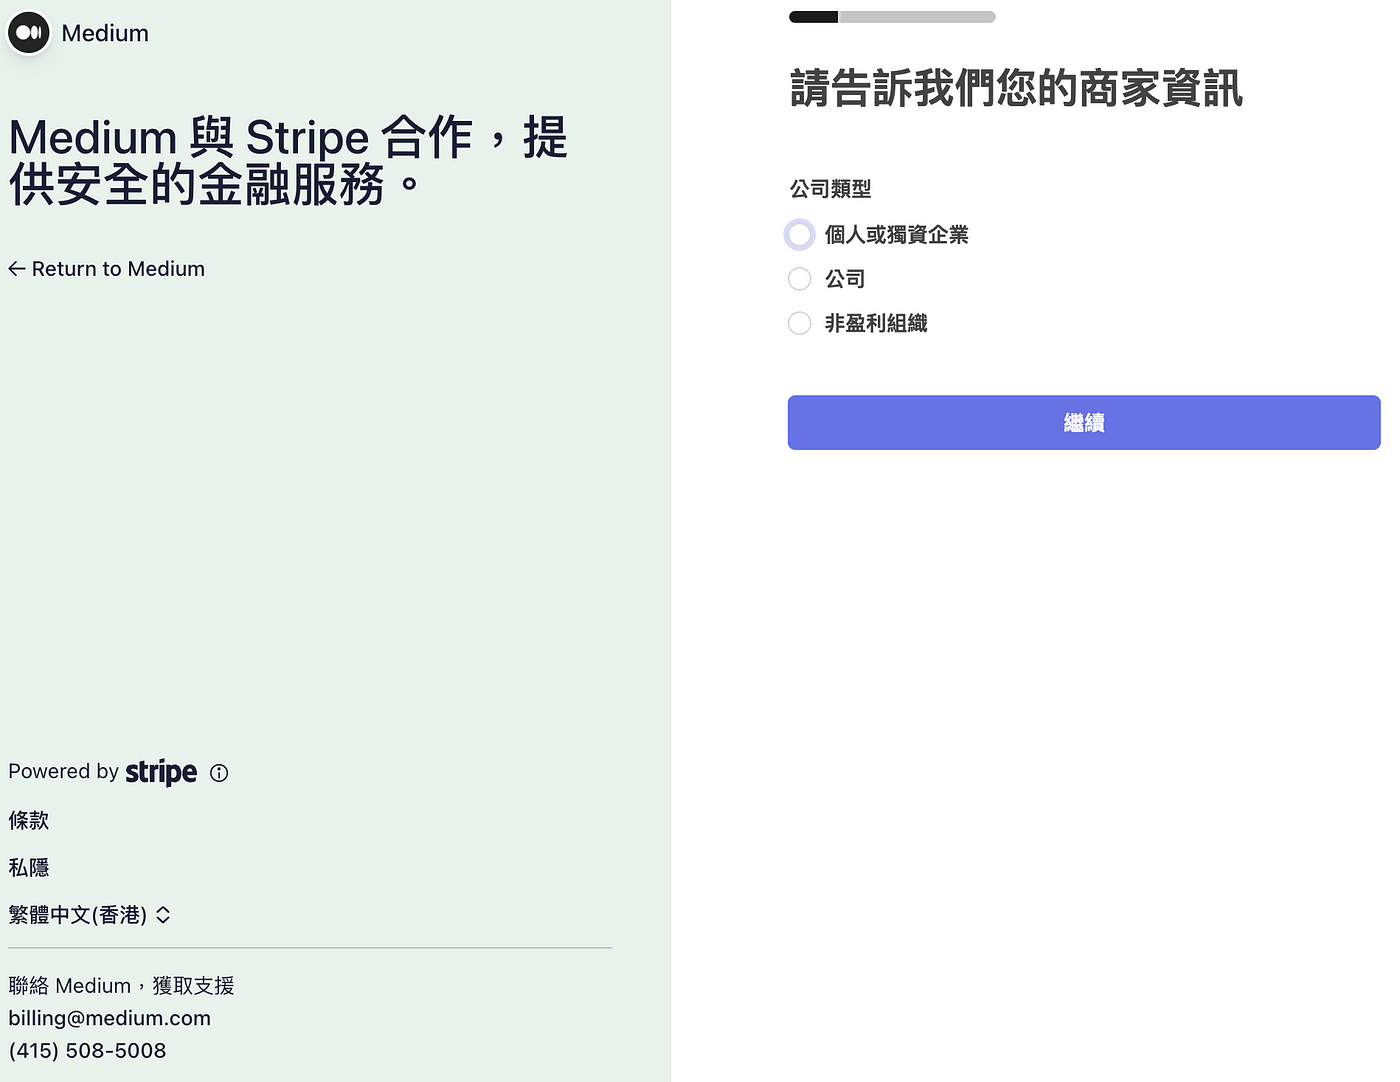 Medium
Medium 與 Stripe 合作，提
供安全的金融服務。
← Return to Medium
Powered by stripe
條款
私隱
繁體中文(香港)
聯絡 Medium，獲取支援
billing@medium.com
(415) 508-5008
請告訴我們您的商家資訊
公司類型
個人或獨資企業
公司
非盈利組織
繼續